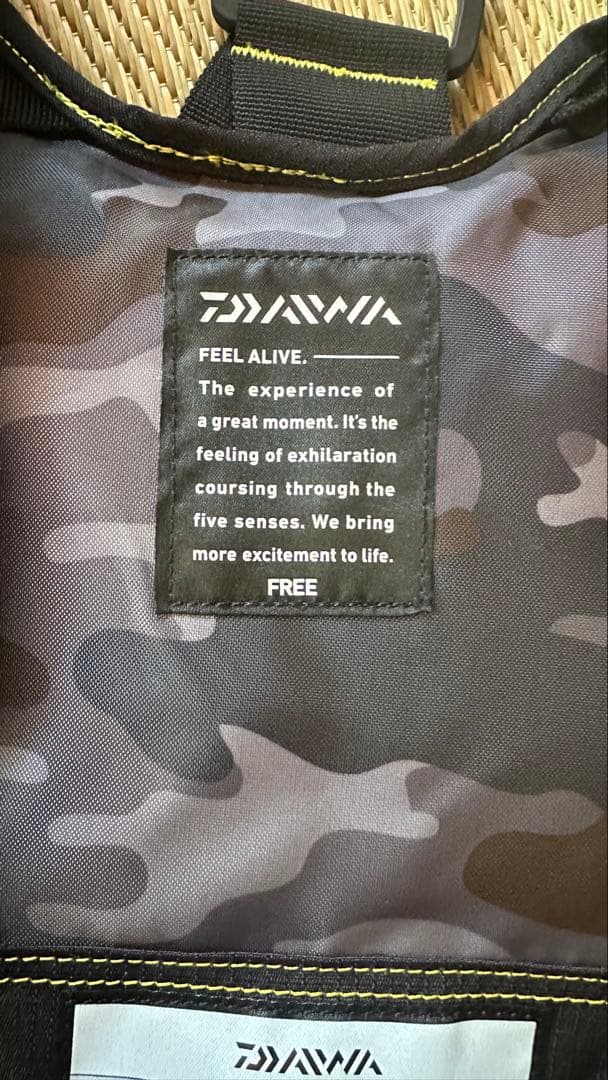 DAIWA
FEEL ALIVE.
The experience of
a great moment. It's the
feeling of exhilaration
coursing through the
five senses. We bring
more excitement to life.
FREE
DAIWA